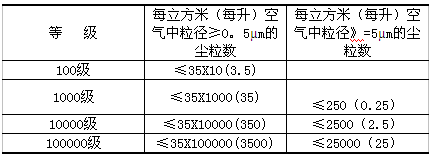 等 级
每立方米（每升）空
气中粒径≥0．5μm的
尘粒数
每立方米（每升）空
气中粒径》=5μm的尘
粒数
100级
≤35X10(3.5)
1000级
≤35X1000(35)
≤250（0.25）
10000级
≤35X10000(350)
≤2500（2.5）
100000级
≤35X100000(3500)
≤25000（25）